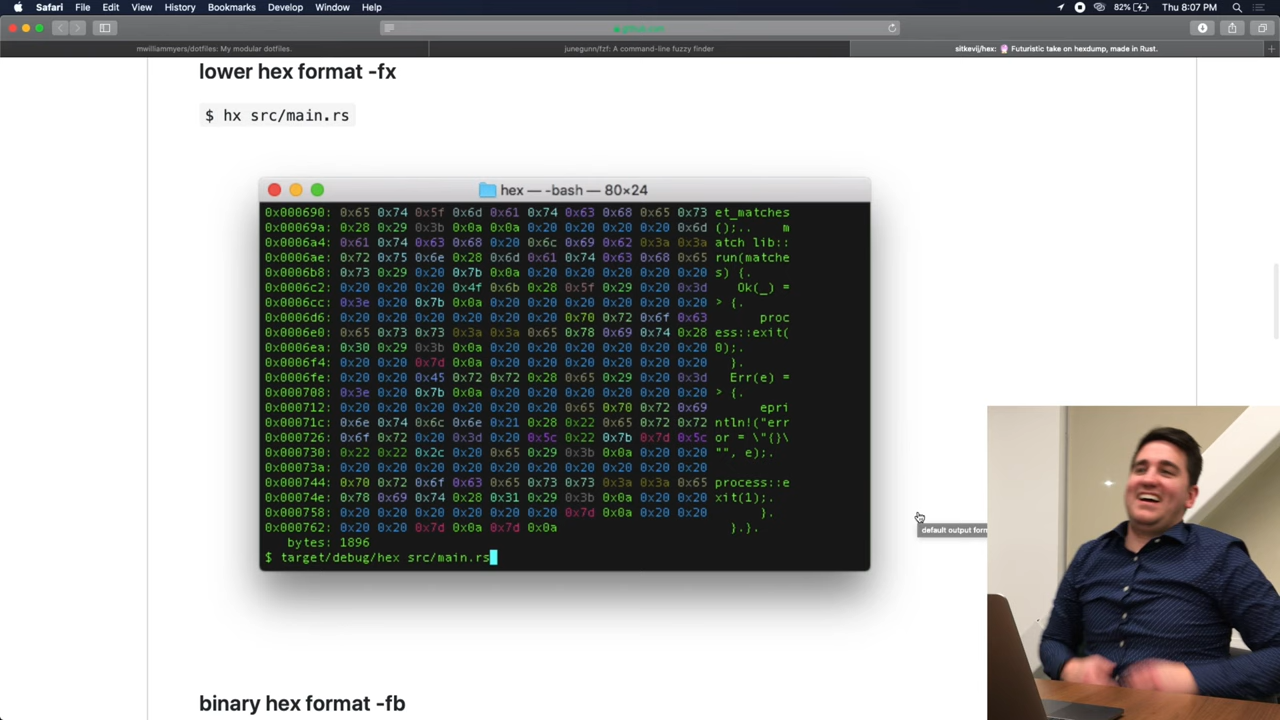 Safari File Edit View History Bookmarks Develop Window Help 82% Thu 8:07 PM
github.com
mwilliammyers/dotfiles: My modular dotfiles. junegunn/fzf: A command-line fuzzy finder sitkevij/hex: 🔮 Futuristic take on hexdump, made in Rust.
lower hex format -fx
$ hx src/main.rs
hex — -bash — 80×24
0x000690: 0x65 0x74 0x5f 0x6d 0x61 0x74 0x63 0x68 0x65 0x73 et_matches
0x00069a: 0x28 0x29 0x3b 0x0a 0x0a 0x20 0x20 0x20 0x20 0x6d ();.. m
0x0006a4: 0x61 0x74 0x63 0x68 0x20 0x6c 0x69 0x62 0x3a 0x3a atch lib::
0x0006ae: 0x72 0x75 0x6e 0x28 0x6d 0x61 0x74 0x63 0x68 0x65 run(matche
0x0006b8: 0x73 0x29 0x20 0x7b 0x0a 0x20 0x20 0x20 0x20 0x20 s) {.
0x0006c2: 0x20 0x20 0x20 0x4f 0x6b 0x28 0x5f 0x29 0x20 0x3d Ok(_) =
0x0006cc: 0x3e 0x20 0x7b 0x0a 0x20 0x20 0x20 0x20 0x20 0x20 > {.
0x0006d6: 0x20 0x20 0x20 0x20 0x20 0x20 0x70 0x72 0x6f 0x63 proc
0x0006e0: 0x65 0x73 0x73 0x3a 0x3a 0x65 0x78 0x69 0x74 0x28 ess::exit(
0x0006ea: 0x30 0x29 0x3b 0x0a 0x20 0x20 0x20 0x20 0x20 0x20 0);.
0x0006f4: 0x20 0x20 0x7d 0x0a 0x20 0x20 0x20 0x20 0x20 0x20 }.
0x0006fe: 0x20 0x20 0x45 0x72 0x72 0x28 0x65 0x29 0x20 0x3d Err(e) =
0x000708: 0x3e 0x20 0x7b 0x0a 0x20 0x20 0x20 0x20 0x20 0x20 > {.
0x000712: 0x20 0x20 0x20 0x20 0x20 0x20 0x65 0x70 0x72 0x69 epri
0x00071c: 0x6e 0x74 0x6c 0x6e 0x21 0x28 0x22 0x65 0x72 0x72 ntln!("err
0x000726: 0x6f 0x72 0x20 0x3d 0x20 0x5c 0x22 0x7b 0x7d 0x5c or = \"{}\
0x000730: 0x22 0x22 0x2c 0x20 0x65 0x29 0x3b 0x0a 0x20 0x20 "", e);.
0x00073a: 0x20 0x20 0x20 0x20 0x20 0x20 0x20 0x20 0x20 0x20
0x000744: 0x70 0x72 0x6f 0x63 0x65 0x73 0x73 0x3a 0x3a 0x65 process::e
0x00074e: 0x78 0x69 0x74 0x28 0x31 0x29 0x3b 0x0a 0x20 0x20 xit(1);.
0x000758: 0x20 0x20 0x20 0x20 0x20 0x20 0x7d 0x0a 0x20 0x20 }.
0x000762: 0x20 0x20 0x7d 0x0a 0x7d 0x0a }.}.
bytes: 1896
$ target/debug/hex src/main.rs
default output form
binary hex format -fb